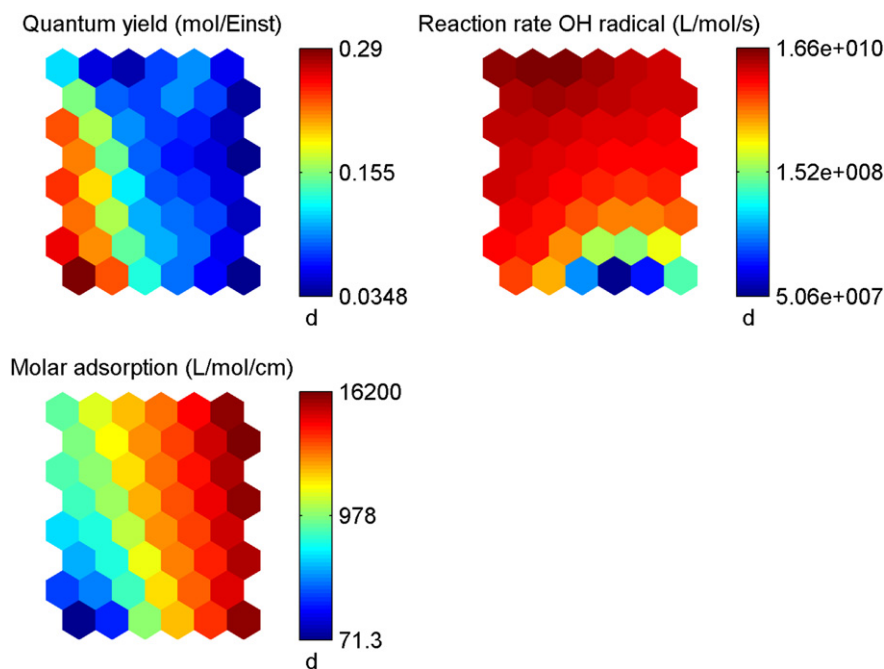 Quantum yield (mol/Einst)
0.29
0.155
0.0348
d
Reaction rate OH radical (L/mol/s)
1.66e+010
1.52e+008
5.06e+007
d
Molar adsorption (L/mol/cm)
16200
978
71.3
d